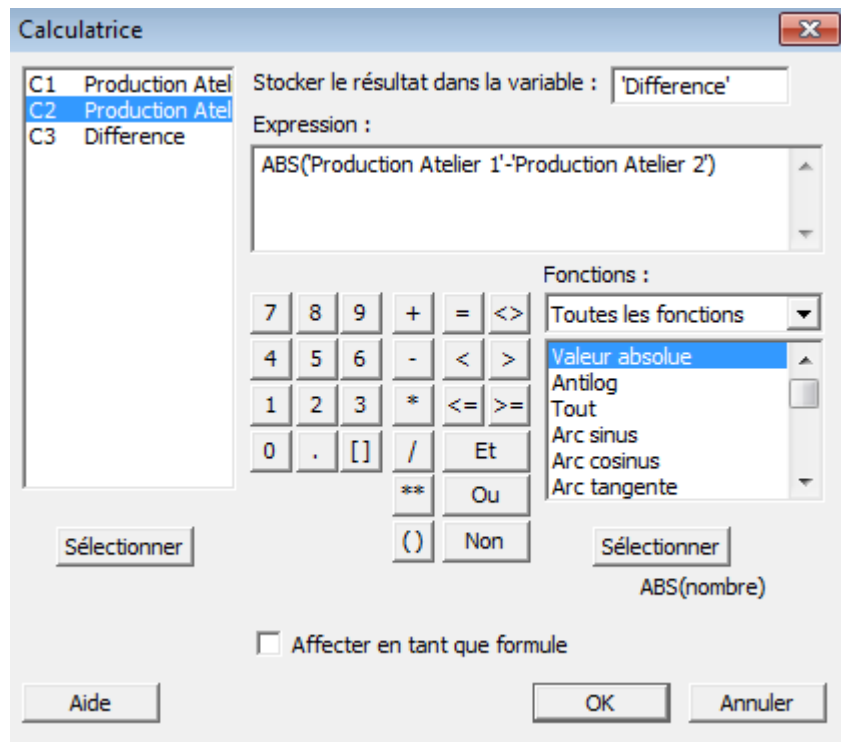 Calculatrice
C1 Production Atel
C2 Production Atel
C3 Difference
Stocker le résultat dans la variable : 'Difference'
Expression :
ABS('Production Atelier 1'-'Production Atelier 2')
Fonctions :
7 8 9 + = <> Toutes les fonctions
4 5 6 - < >
1 2 3 * <= >=
0 . [] / Et
** Ou
() Non
Valeur absolue
Antilog
Tout
Arc sinus
Arc cosinus
Arc tangente
Sélectionner
Sélectionner
ABS(nombre)
Affecter en tant que formule
Aide
OK
Annuler